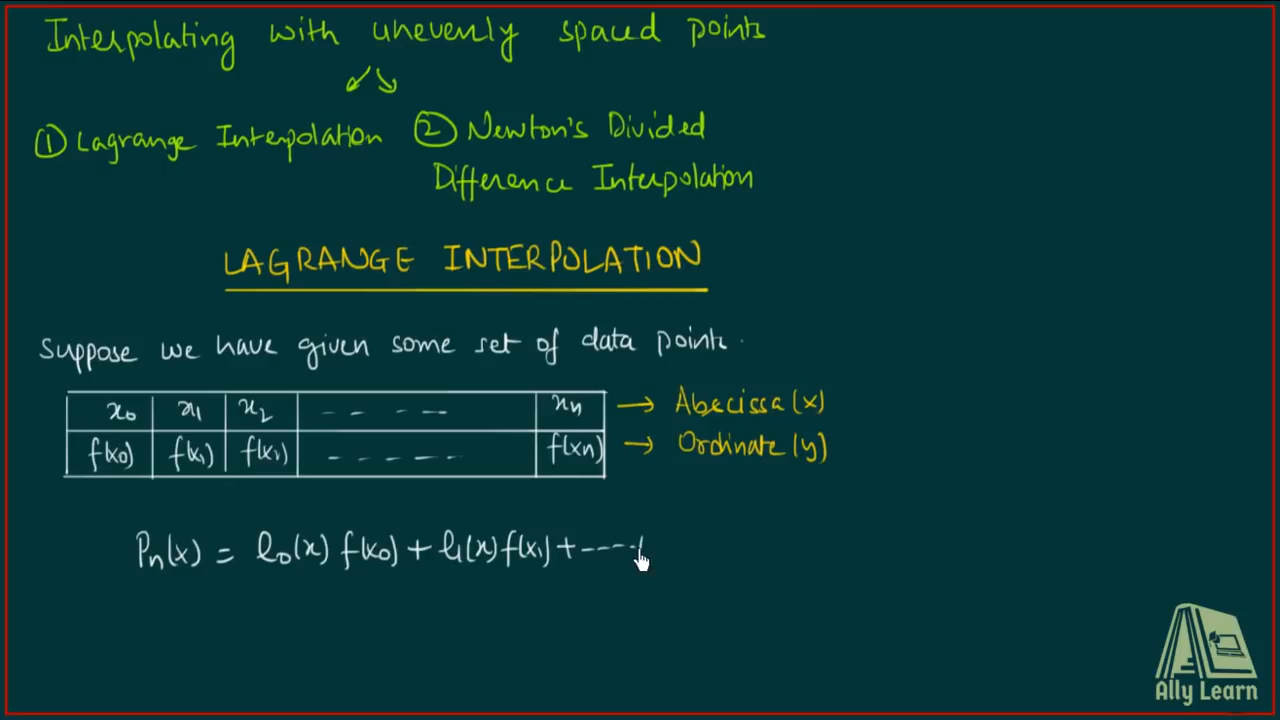 Interpolating with unevenly spaced points
↙↘
① Lagrange Interpolation ② Newton's Divided
Difference Interpolation
LAGRANGE INTERPOLATION
Suppose we have given some set of data points.
x₀ x₁ x₂ -- - -- xₙ → Abscissa (x)
f(x₀) f(x₁) f(x₂) -- - - - f(xn) → Ordinate (y)
Pₙ(x) = l₀(x) f(x₀) + l₁(x) f(x₁) + ----
Ally Learn